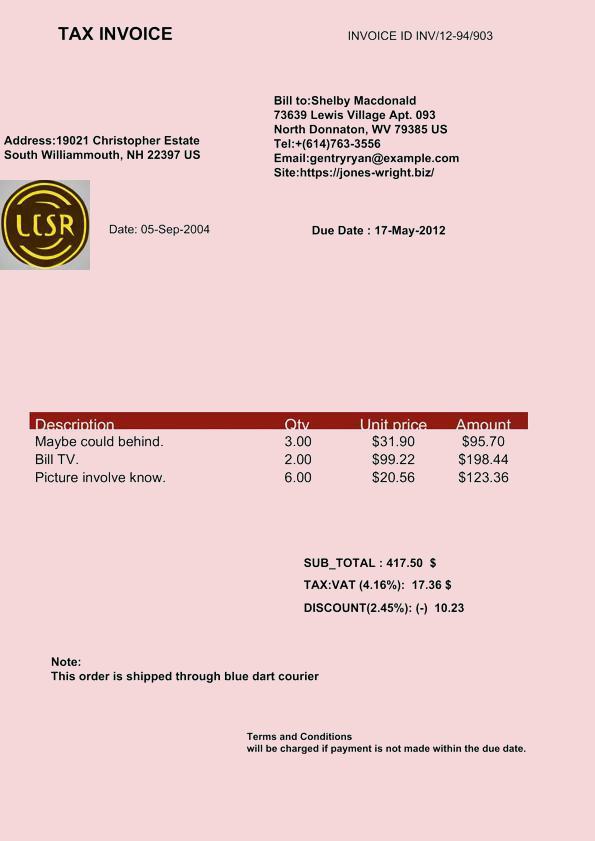 TAX INVOICE
INVOICE ID INV/12-94/903
Bill to:Shelby Macdonald
73639 Lewis Village Apt. 093
North Donnaton, WV 79385 US
Tel:+(614)763-3556
Email:gentryryan@example.com
Site:https://jones-wright.biz/
Address:19021 Christopher Estate
South Williammouth, NH 22397 US
LCSR
Date: 05-Sep-2004
Due Date : 17-May-2012
Description Qty Unit price Amount
Maybe could behind. 3.00 $31.90 $95.70
Bill TV. 2.00 $99.22 $198.44
Picture involve know. 6.00 $20.56 $123.36
SUB_TOTAL : 417.50 $
TAX:VAT (4.16%): 17.36 $
DISCOUNT(2.45%): (-) 10.23
Note:
This order is shipped through blue dart courier
Terms and Conditions
will be charged if payment is not made within the due date.